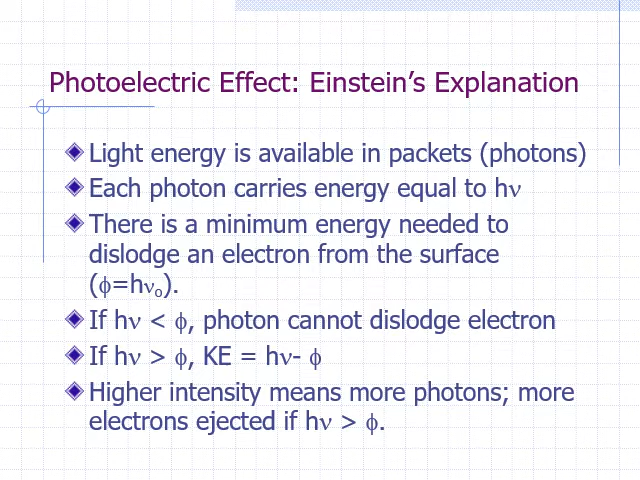 Photoelectric Effect: Einstein’s Explanation
Light energy is available in packets (photons)
Each photon carries energy equal to hν
There is a minimum energy needed to
dislodge an electron from the surface
(ϕ=hνₒ).
If hν < ϕ, photon cannot dislodge electron
If hν > ϕ, KE = hν- ϕ
Higher intensity means more photons; more
electrons ejected if hν > ϕ.